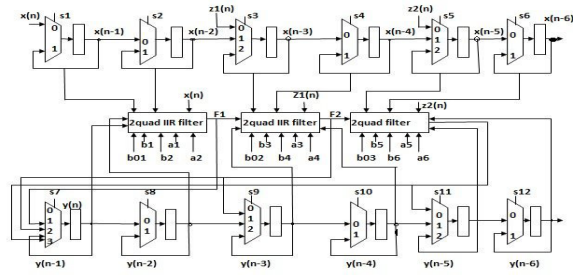 s1 s2 z1(n) s3 s4 z2(n) s5 s6
x(n) x(n-1) x(n-2) x(n-3) x(n-4) x(n-5) x(n-6)
0 0 0 0 0 0
1 1 1 1 1 1
2 2
x(n) Z1(n) z2(n)
2quad IIR filter F1 2quad IIR filter F2 2quad filter
b1 a1 b3 a3 b5 a5
b01 b2 a2 b02 b4 a4 b03 b6 a6
s7 s8 s9 s10 s11 s12
y(n)
0 0 0 0 0 0
1 1 1 1 1 1
2 2 2
3
y(n-1) y(n-2) y(n-3) y(n-4) y(n-5) y(n-6)